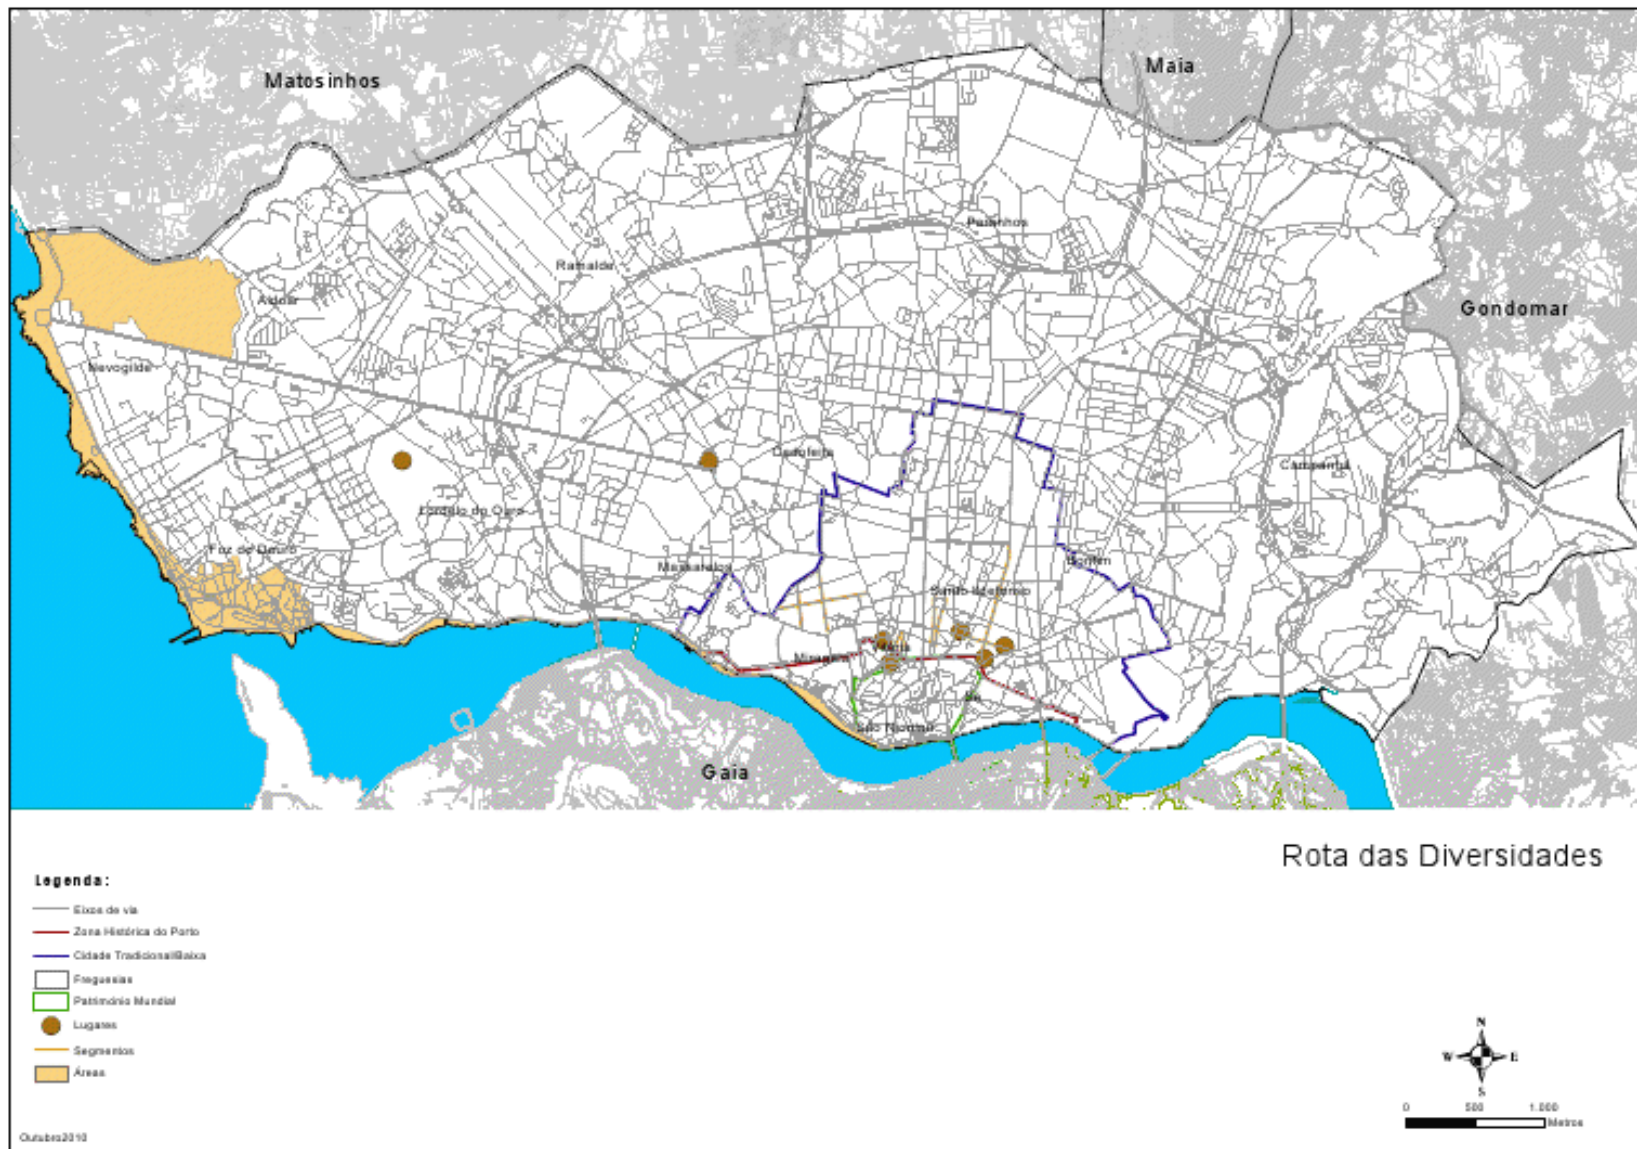 Matosinhos
Maia
Paranhos
Ramalde
Aldoar
Gondomar
Nevogilde
Cedofeita
Campanhã
Lordelo do Ouro
Foz do Douro
Massarelos
Bonfim
Santo Ildefonso
Miragaia
Sé
São Nicolau
Gaia
Rota das Diversidades
Legenda:
Eixos de via
Zona Histórica do Porto
Cidade Tradicional/Baixa
Freguesias
Património Mundial
Lugares
Segmentos
Áreas
N
W E
S
0 500 1.000
Metros
Outubro2010